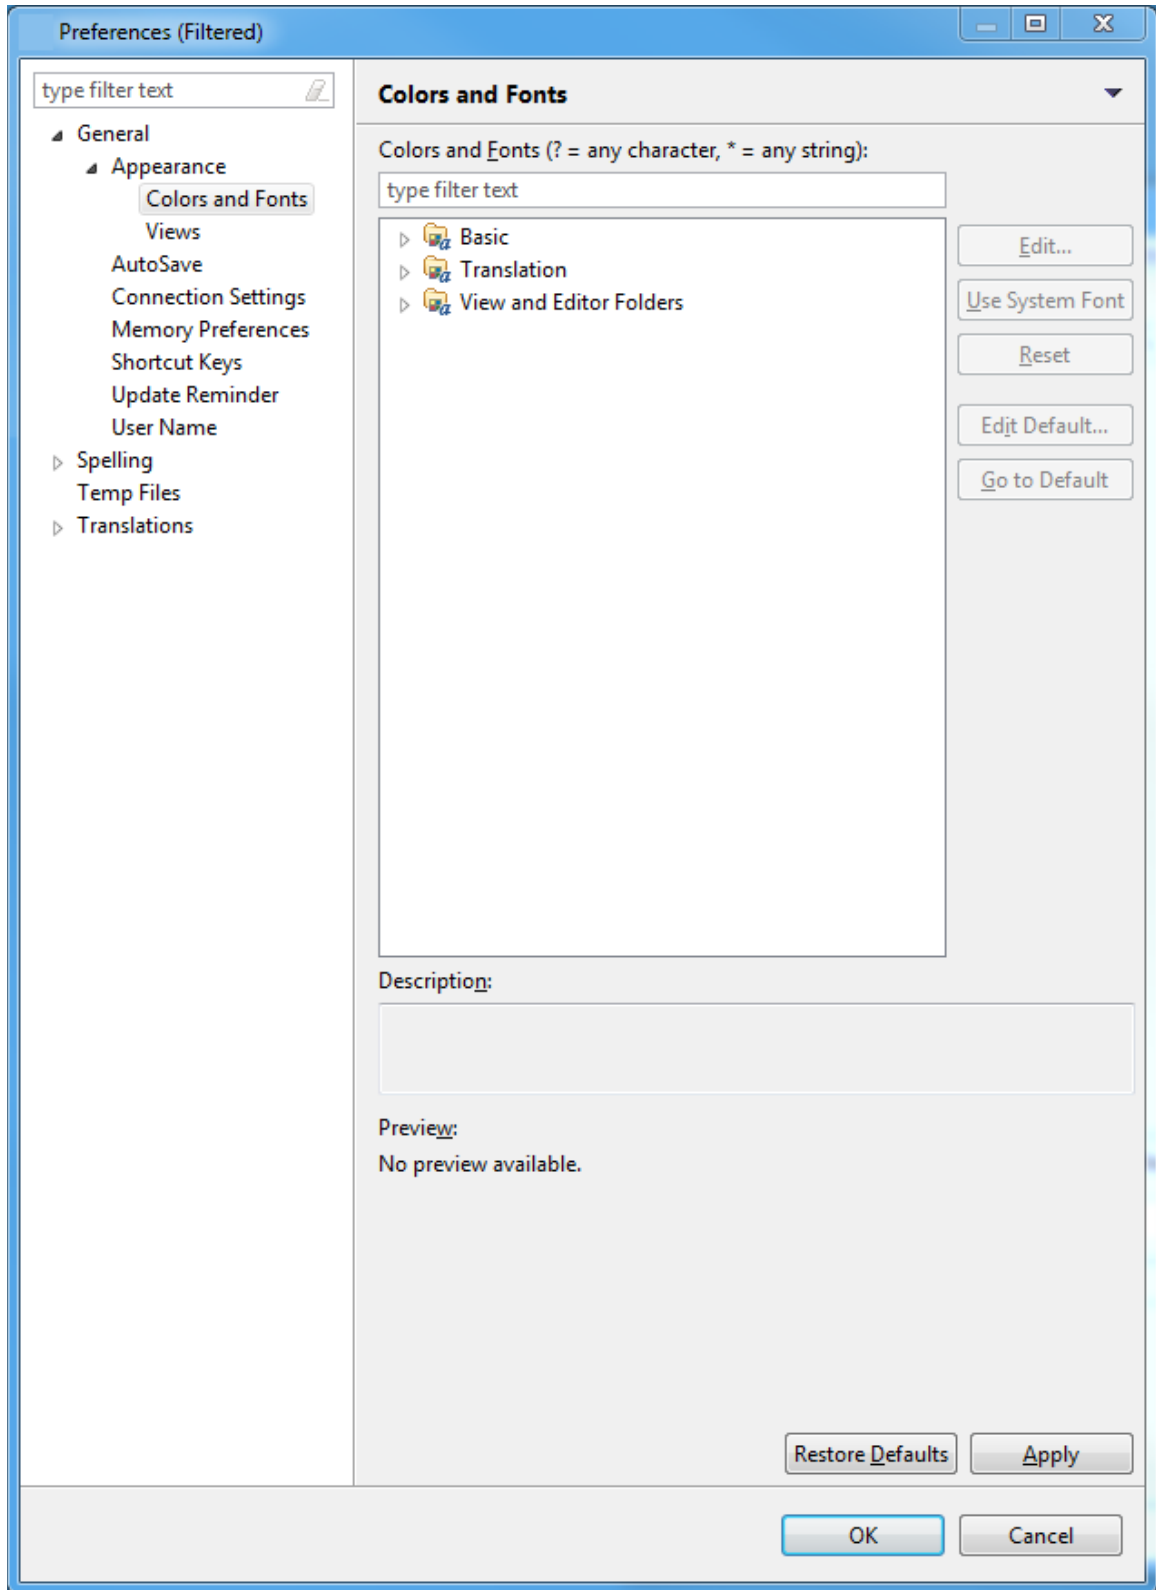 Preferences (Filtered)
type filter text
General
Appearance
Colors and Fonts
Views
AutoSave
Connection Settings
Memory Preferences
Shortcut Keys
Update Reminder
User Name
Spelling
Temp Files
Translations
Colors and Fonts
Colors and Fonts (? = any character, * = any string):
type filter text
Basic
Translation
View and Editor Folders
Edit...
Use System Font
Reset
Edit Default...
Go to Default
Description:
Preview:
No preview available.
Restore Defaults
Apply
OK
Cancel